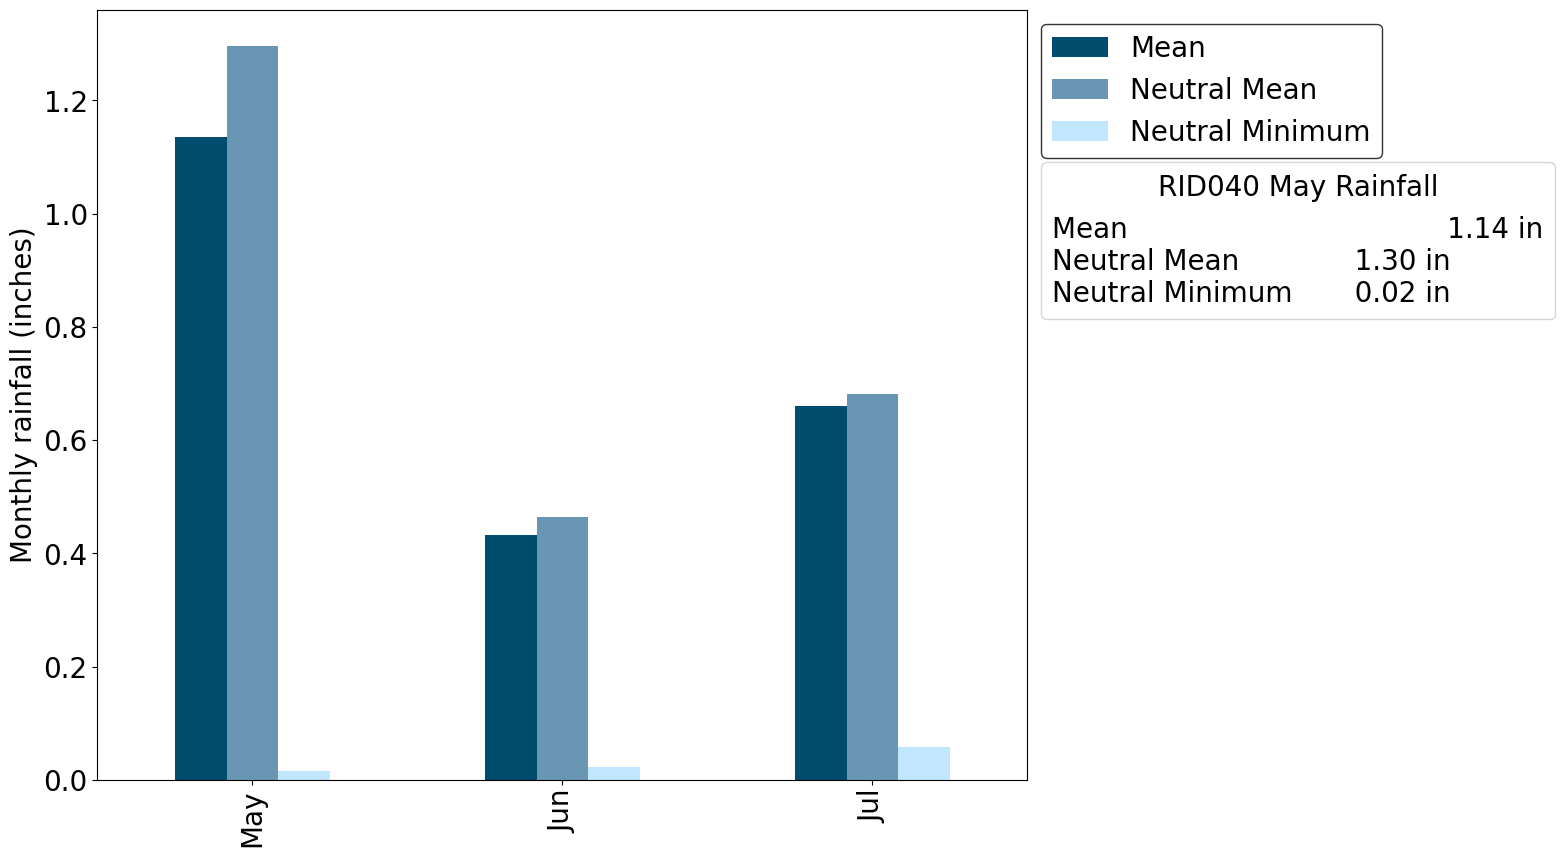 Monthly rainfall (inches)
1.2
1.0
0.8
0.6
0.4
0.2
0.0
May
Jun
Jul
Mean
Neutral Mean
Neutral Minimum
RID040 May Rainfall
Mean 1.14 in
Neutral Mean 1.30 in
Neutral Minimum 0.02 in